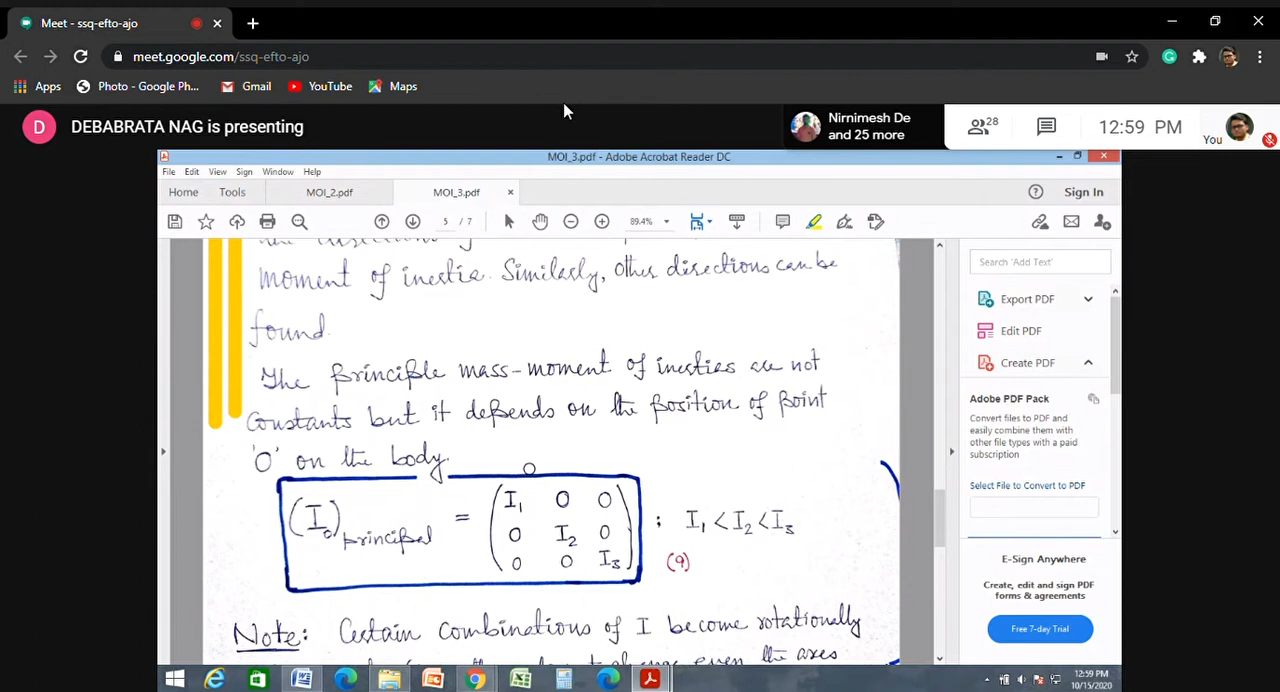 Meet - ssq-efto-ajo
meet.google.com/ssq-efto-ajo
Apps Photo - Google Ph... Gmail YouTube Maps
D DEBABRATA NAG is presenting
Nirnimesh De
and 25 more
28
12:59 PM
You
MOI_3.pdf - Adobe Acrobat Reader DC
File Edit View Sign Window Help
Home Tools MOI_2.pdf MOI_3.pdf Sign In
5 / 7 89.4%
moment of inertia. Similarly, other directions can be
found.
The principle mass-moment of inertias are not
constants but it depends on the position of point
'O' on the body.
(I₀)principal = ( I₁ 0 0
0 I₂ 0
0 0 I₃ ) ; I₁ < I₂ < I₃
(9)
Note: Certain combinations of I become rotationally
even the axes
Search 'Add Text'
Export PDF
Edit PDF
Create PDF
Adobe PDF Pack
Convert files to PDF and
easily combine them with
other file types with a paid
subscription
Select File to Convert to PDF
E-Sign Anywhere
Create, edit and sign PDF
forms & agreements
Free 7-day Trial
12:59 PM
10/15/2020